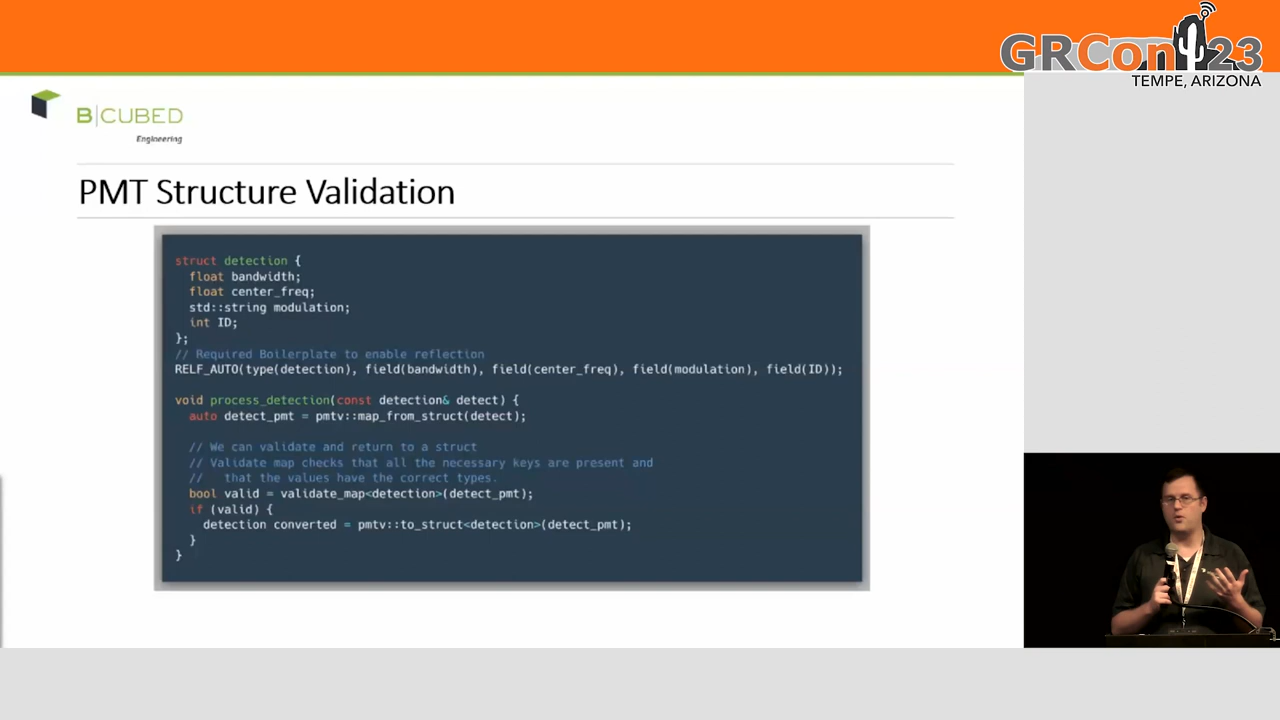 GRCon 23
TEMPE, ARIZONA
B|CUBED
Engineering
PMT Structure Validation
struct detection {
float bandwidth;
float center_freq;
std::string modulation;
int ID;
};
// Required Boilerplate to enable reflection
RELF_AUTO(type(detection), field(bandwidth), field(center_freq), field(modulation), field(ID));
void process_detection(const detection& detect) {
auto detect_pmt = pmtv::map_from_struct(detect);
// We can validate and return to a struct
// Validate map checks that all the necessary keys are present and
// that the values have the correct types.
bool valid = validate_map<detection>(detect_pmt);
if (valid) {
detection converted = pmtv::to_struct<detection>(detect_pmt);
}
}